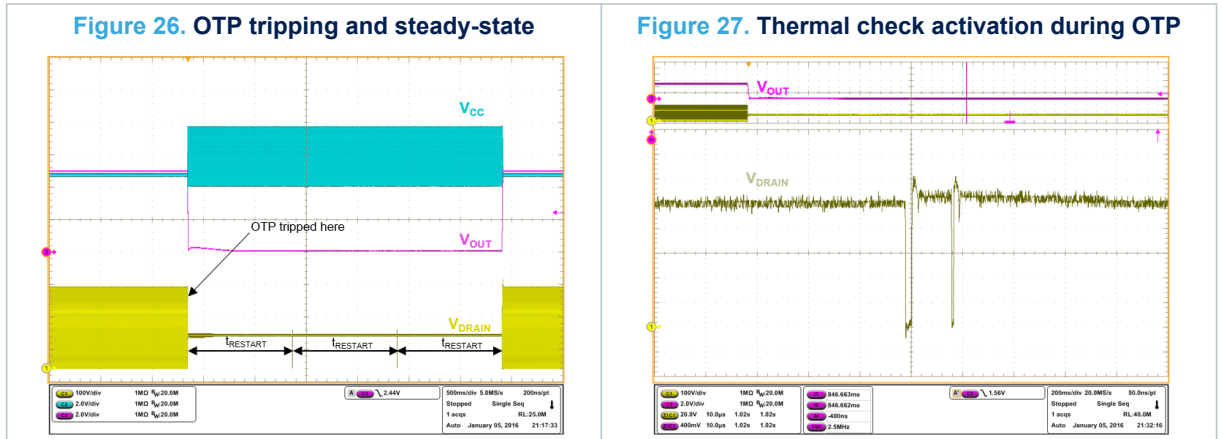 Figure 26. OTP tripping and steady-state
VCC
OTP tripped here
VOUT
VDRAIN
tRESTART
tRESTART
tRESTART
C1 100V/div 1MΩ BW:20.0M
C2 2.0V/div 1MΩ BW:20.0M
C3 2.0V/div 1MΩ BW:20.0M
A C3 2.44V
500ms/div 5.0MS/s 200ns/pt
Stopped Single Seq
1 acqs RL:25.0M
Auto January 05, 2016 21:17:33
Figure 27. Thermal check activation during OTP
VOUT
VDRAIN
C1 100V/div 1MΩ BW:20.0M
2.0V/div 1MΩ BW:20.0M
Z1C1 20.0V 10.0µs 1.02s 1.02s
400mV 10.0µs 1.02s 1.02s
846.663ms
846.662ms
-400ns
2.5MHz
1.56V
200ms/div 20.0MS/s 50.0ns/pt
Stopped Single Seq
1 acqs RL:40.0M
Auto January 05, 2016 21:32:16